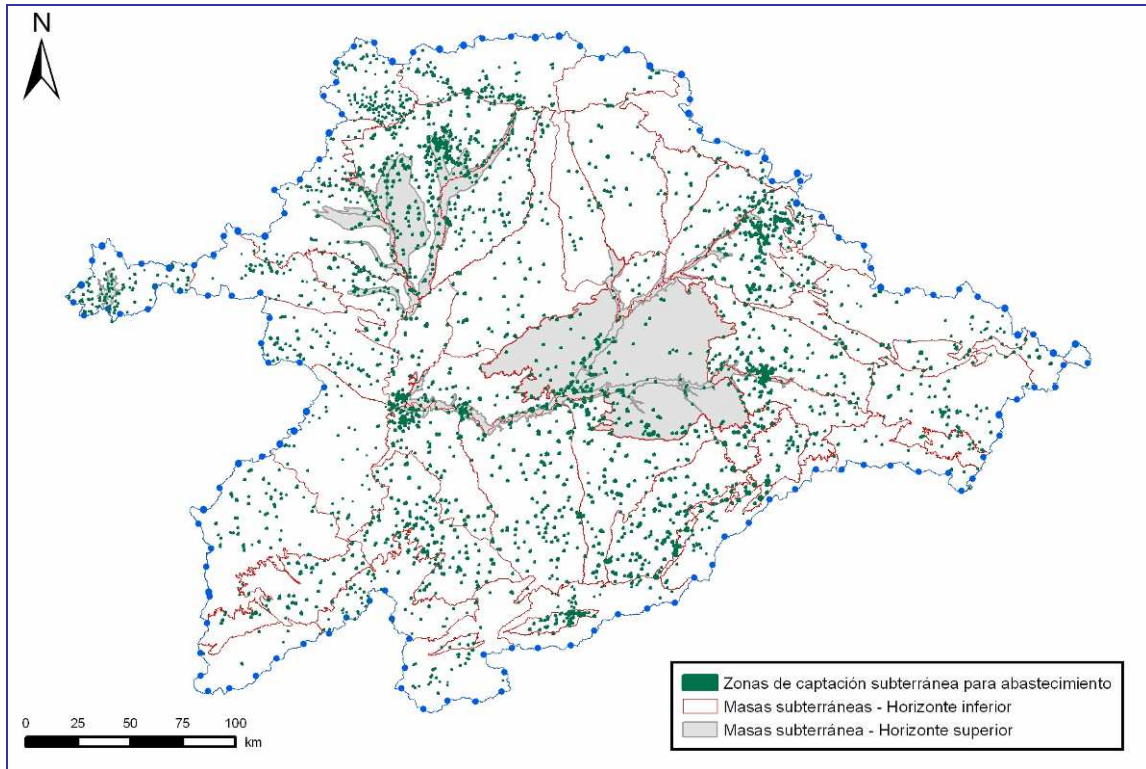 N
Zonas de captación subterránea para abastecimiento
Masas subterráneas - Horizonte inferior
Masas subterránea - Horizonte superior
0 25 50 75 100
km